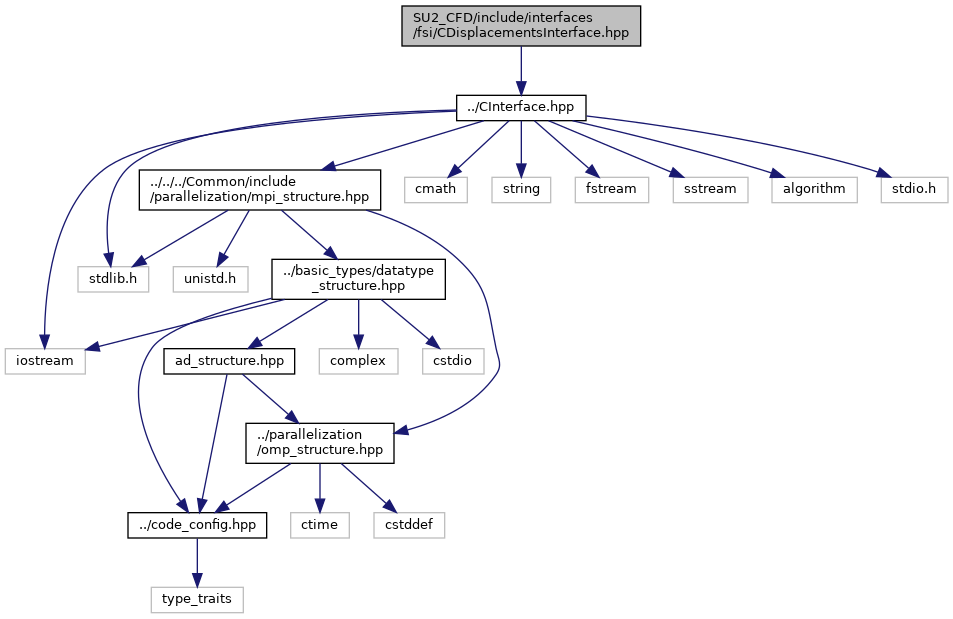 SU2_CFD/include/interfaces
/fsi/CDisplacementsInterface.hpp
../CInterface.hpp
../../../Common/include
/parallelization/mpi_structure.hpp
cmath
string
fstream
sstream
algorithm
stdio.h
stdlib.h
unistd.h
../basic_types/datatype
_structure.hpp
iostream
ad_structure.hpp
complex
cstdio
../parallelization
/omp_structure.hpp
../code_config.hpp
ctime
cstddef
type_traits